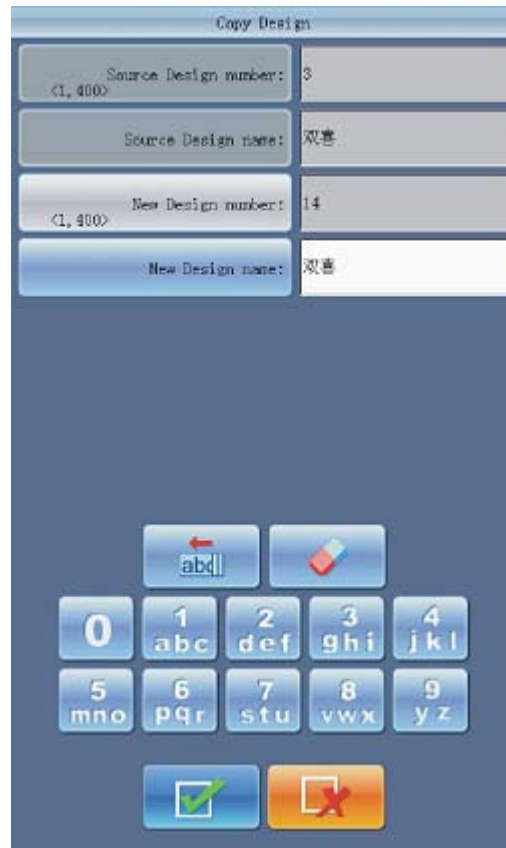 Copy Design
Source Design number: 3
<1,400>
Source Design name: 双喜
New Design number: 14
<1,400>
New Design name: 双喜
abc
0
1
2
3
4
abc
def
ghi
jkl
5
6
7
8
9
mno
pqr
stu
vwx
yz